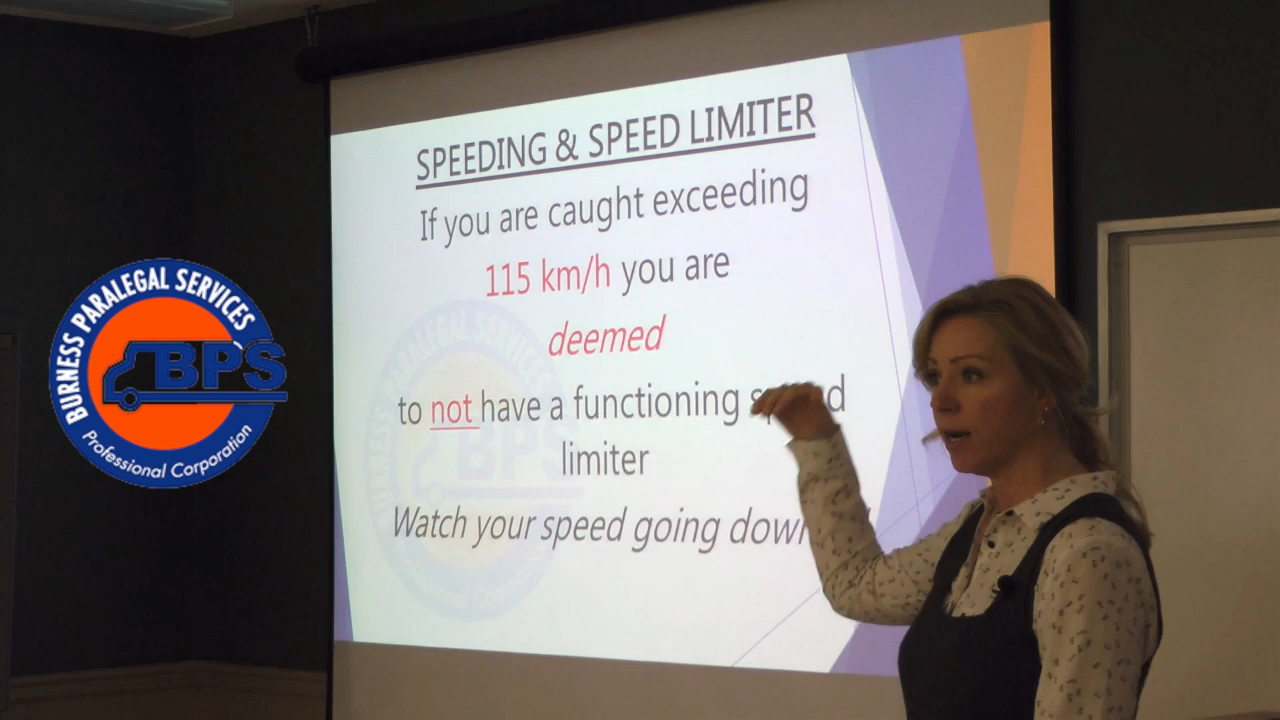 SPEEDING & SPEED LIMITER
If you are caught exceeding
115 km/h you are
deemed
to not have a functioning
limiter
Watch your speed going
BURNESS PARALEGAL SERVICES
BPS
Professional Corporation